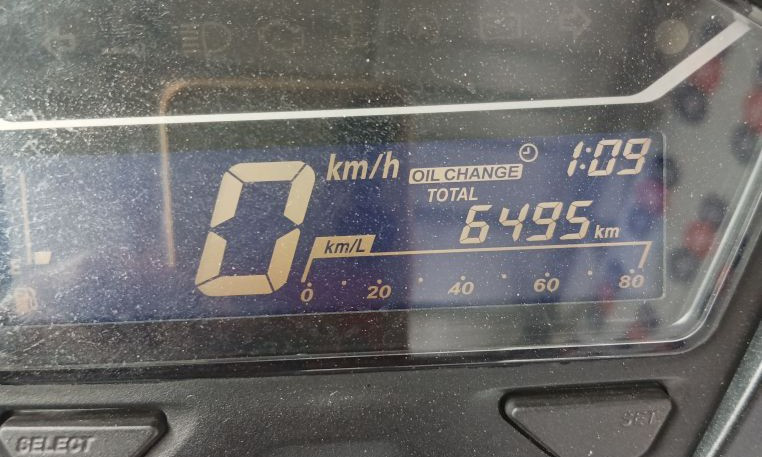 km/h
OIL CHANGE
1:09
TOTAL
0
6495 km
km/L
0 20 40 60 80
SELECT
SET